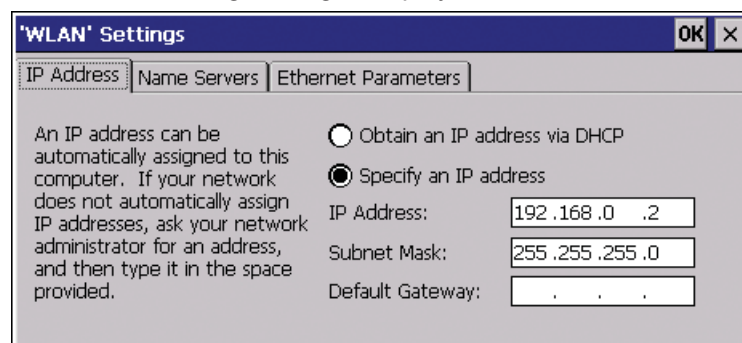 'WLAN' Settings OK ×
IP Address Name Servers Ethernet Parameters
An IP address can be
automatically assigned to this
computer. If your network
does not automatically assign
IP addresses, ask your network
administrator for an address,
and then type it in the space
provided.
Obtain an IP address via DHCP
Specify an IP address
IP Address: 192 .168 .0 .2
Subnet Mask: 255 .255 .255 .0
Default Gateway: . . .